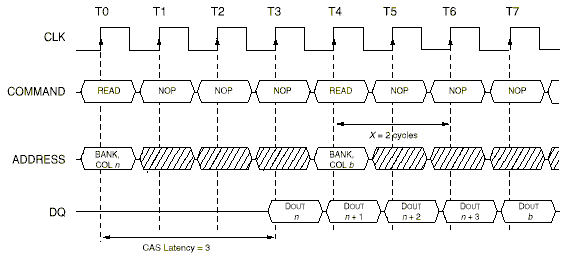 T0 T1 T2 T3 T4 T5 T6 T7
CLK
COMMAND READ NOP NOP NOP READ NOP NOP NOP
X = 2 cycles
ADDRESS BANK, COL n BANK, COL b
DQ DOUT n DOUT n + 1 DOUT n + 2 DOUT n + 3 DOUT b
CAS Latency = 3